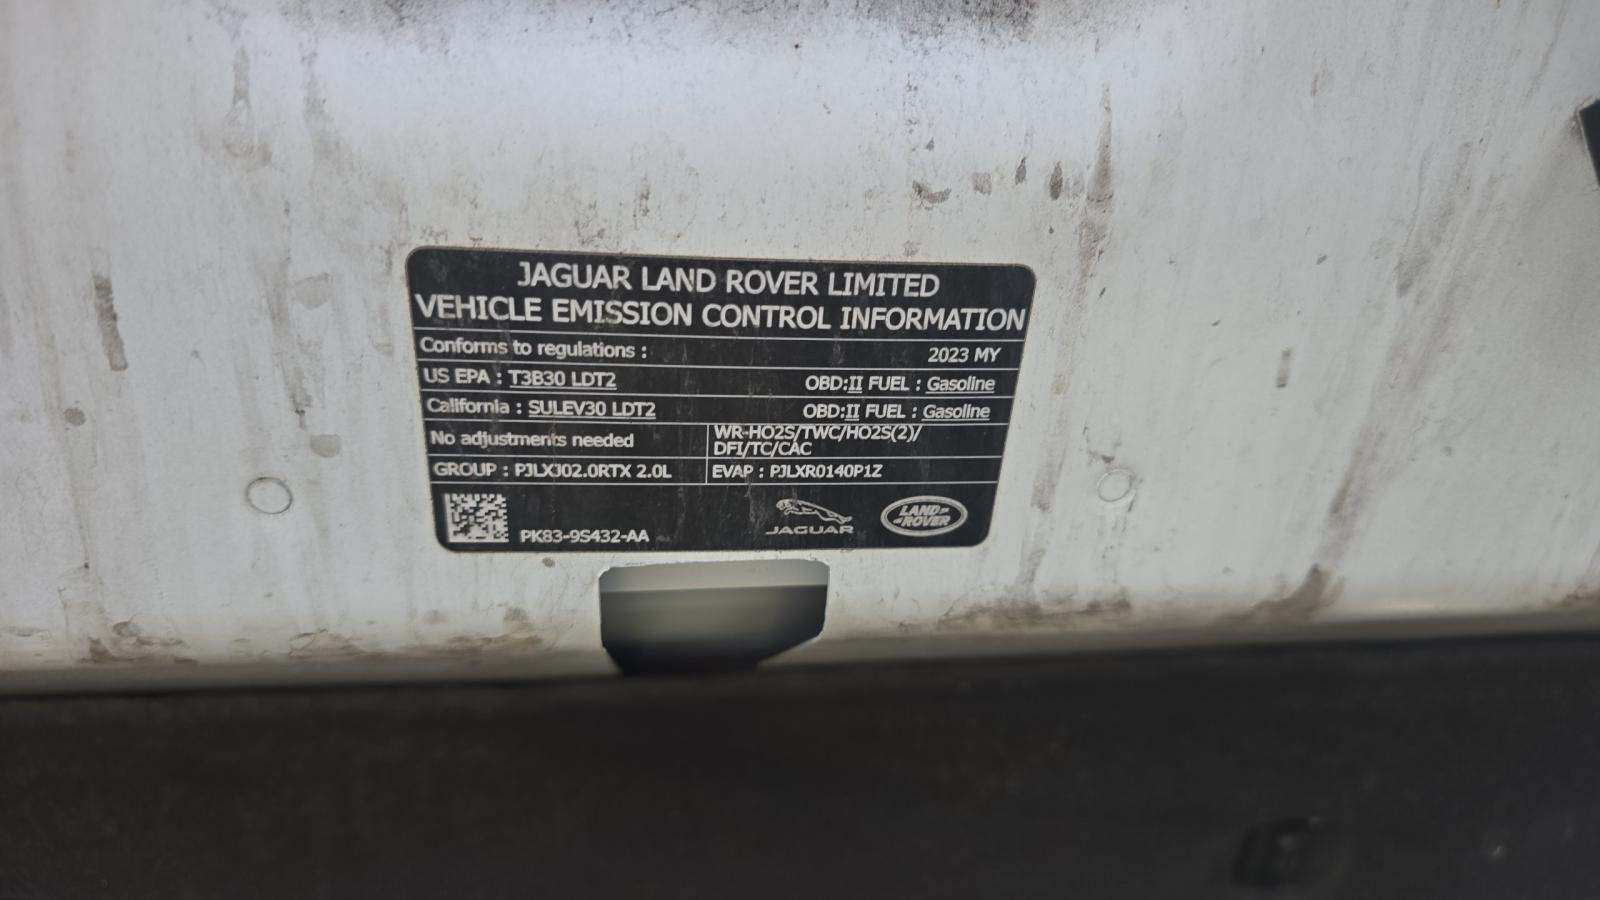 JAGUAR LAND ROVER LIMITED
VEHICLE EMISSION CONTROL INFORMATION
Conforms to regulations : 2023 MY
US EPA : T3B30 LDT2 OBD:II FUEL : Gasoline
California : SULEV30 LDT2 OBD:II FUEL : Gasoline
No adjustments needed
WR-HO2S/TWC/HO2S(2)/
DFI/TC/CAC
GROUP : PJLXJ02.0RTX 2.0L EVAP : PJLXR0140P1Z
PK83-9S432-AA
JAGUAR
LAND-
-ROVER